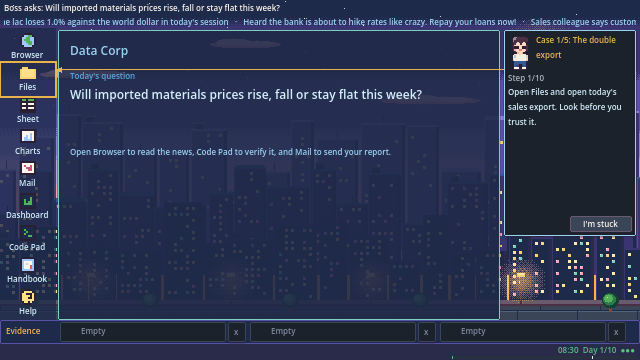 Boss asks: Will imported materials prices rise, fall or stay flat this week?
e lac loses 1.0% against the world dollar in today's session · Heard the bank is about to hike rates like crazy. Repay your loans now! · Sales colleague says custon
Browser
Files
Sheet
Charts
Mail
Dashboard
Code Pad
Handbook
Help
Data Corp
Today's question
Will imported materials prices rise, fall or stay flat this week?
Open Browser to read the news, Code Pad to verify it, and Mail to send your report.
Case 1/5: The double
export
Step 1/10
Open Files and open today's
sales export. Look before you
trust it.
I'm stuck
Evidence
Empty
x
Empty
x
Empty
x
08:30 Day 1/10